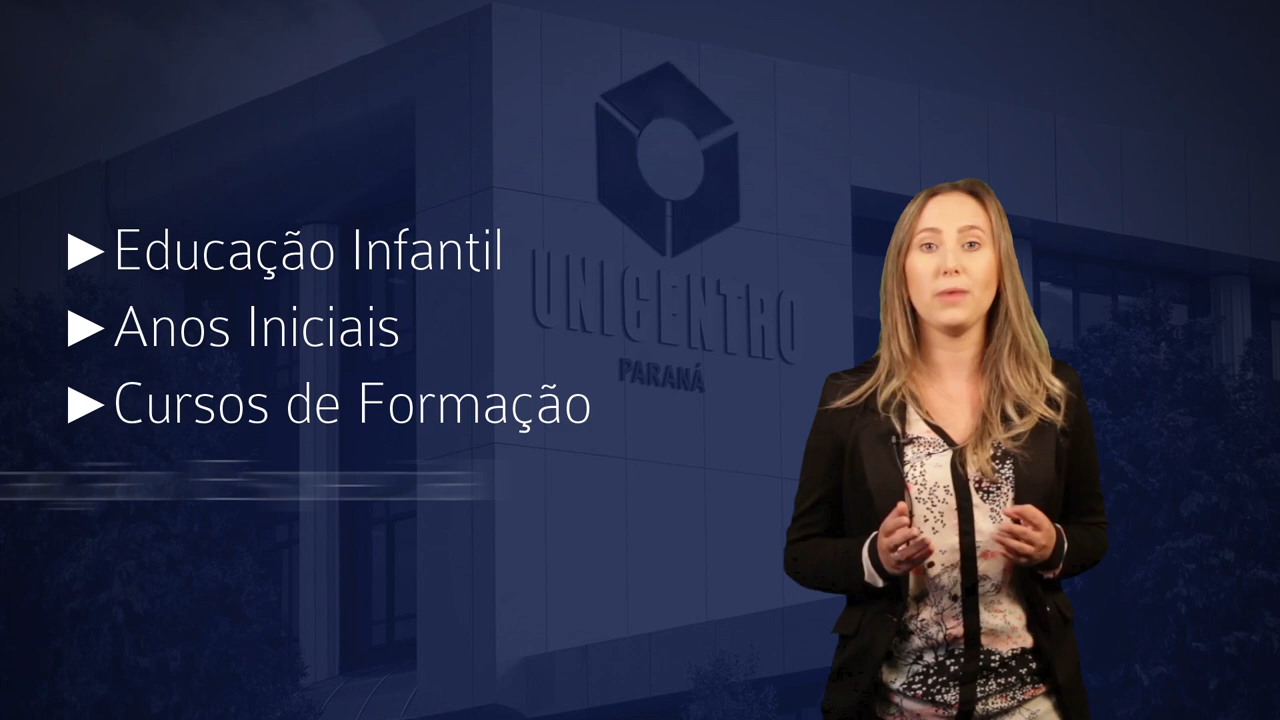 ►Educação Infantil
►Anos Iniciais
►Cursos de Formação
UNICENTRO
PARANÁ